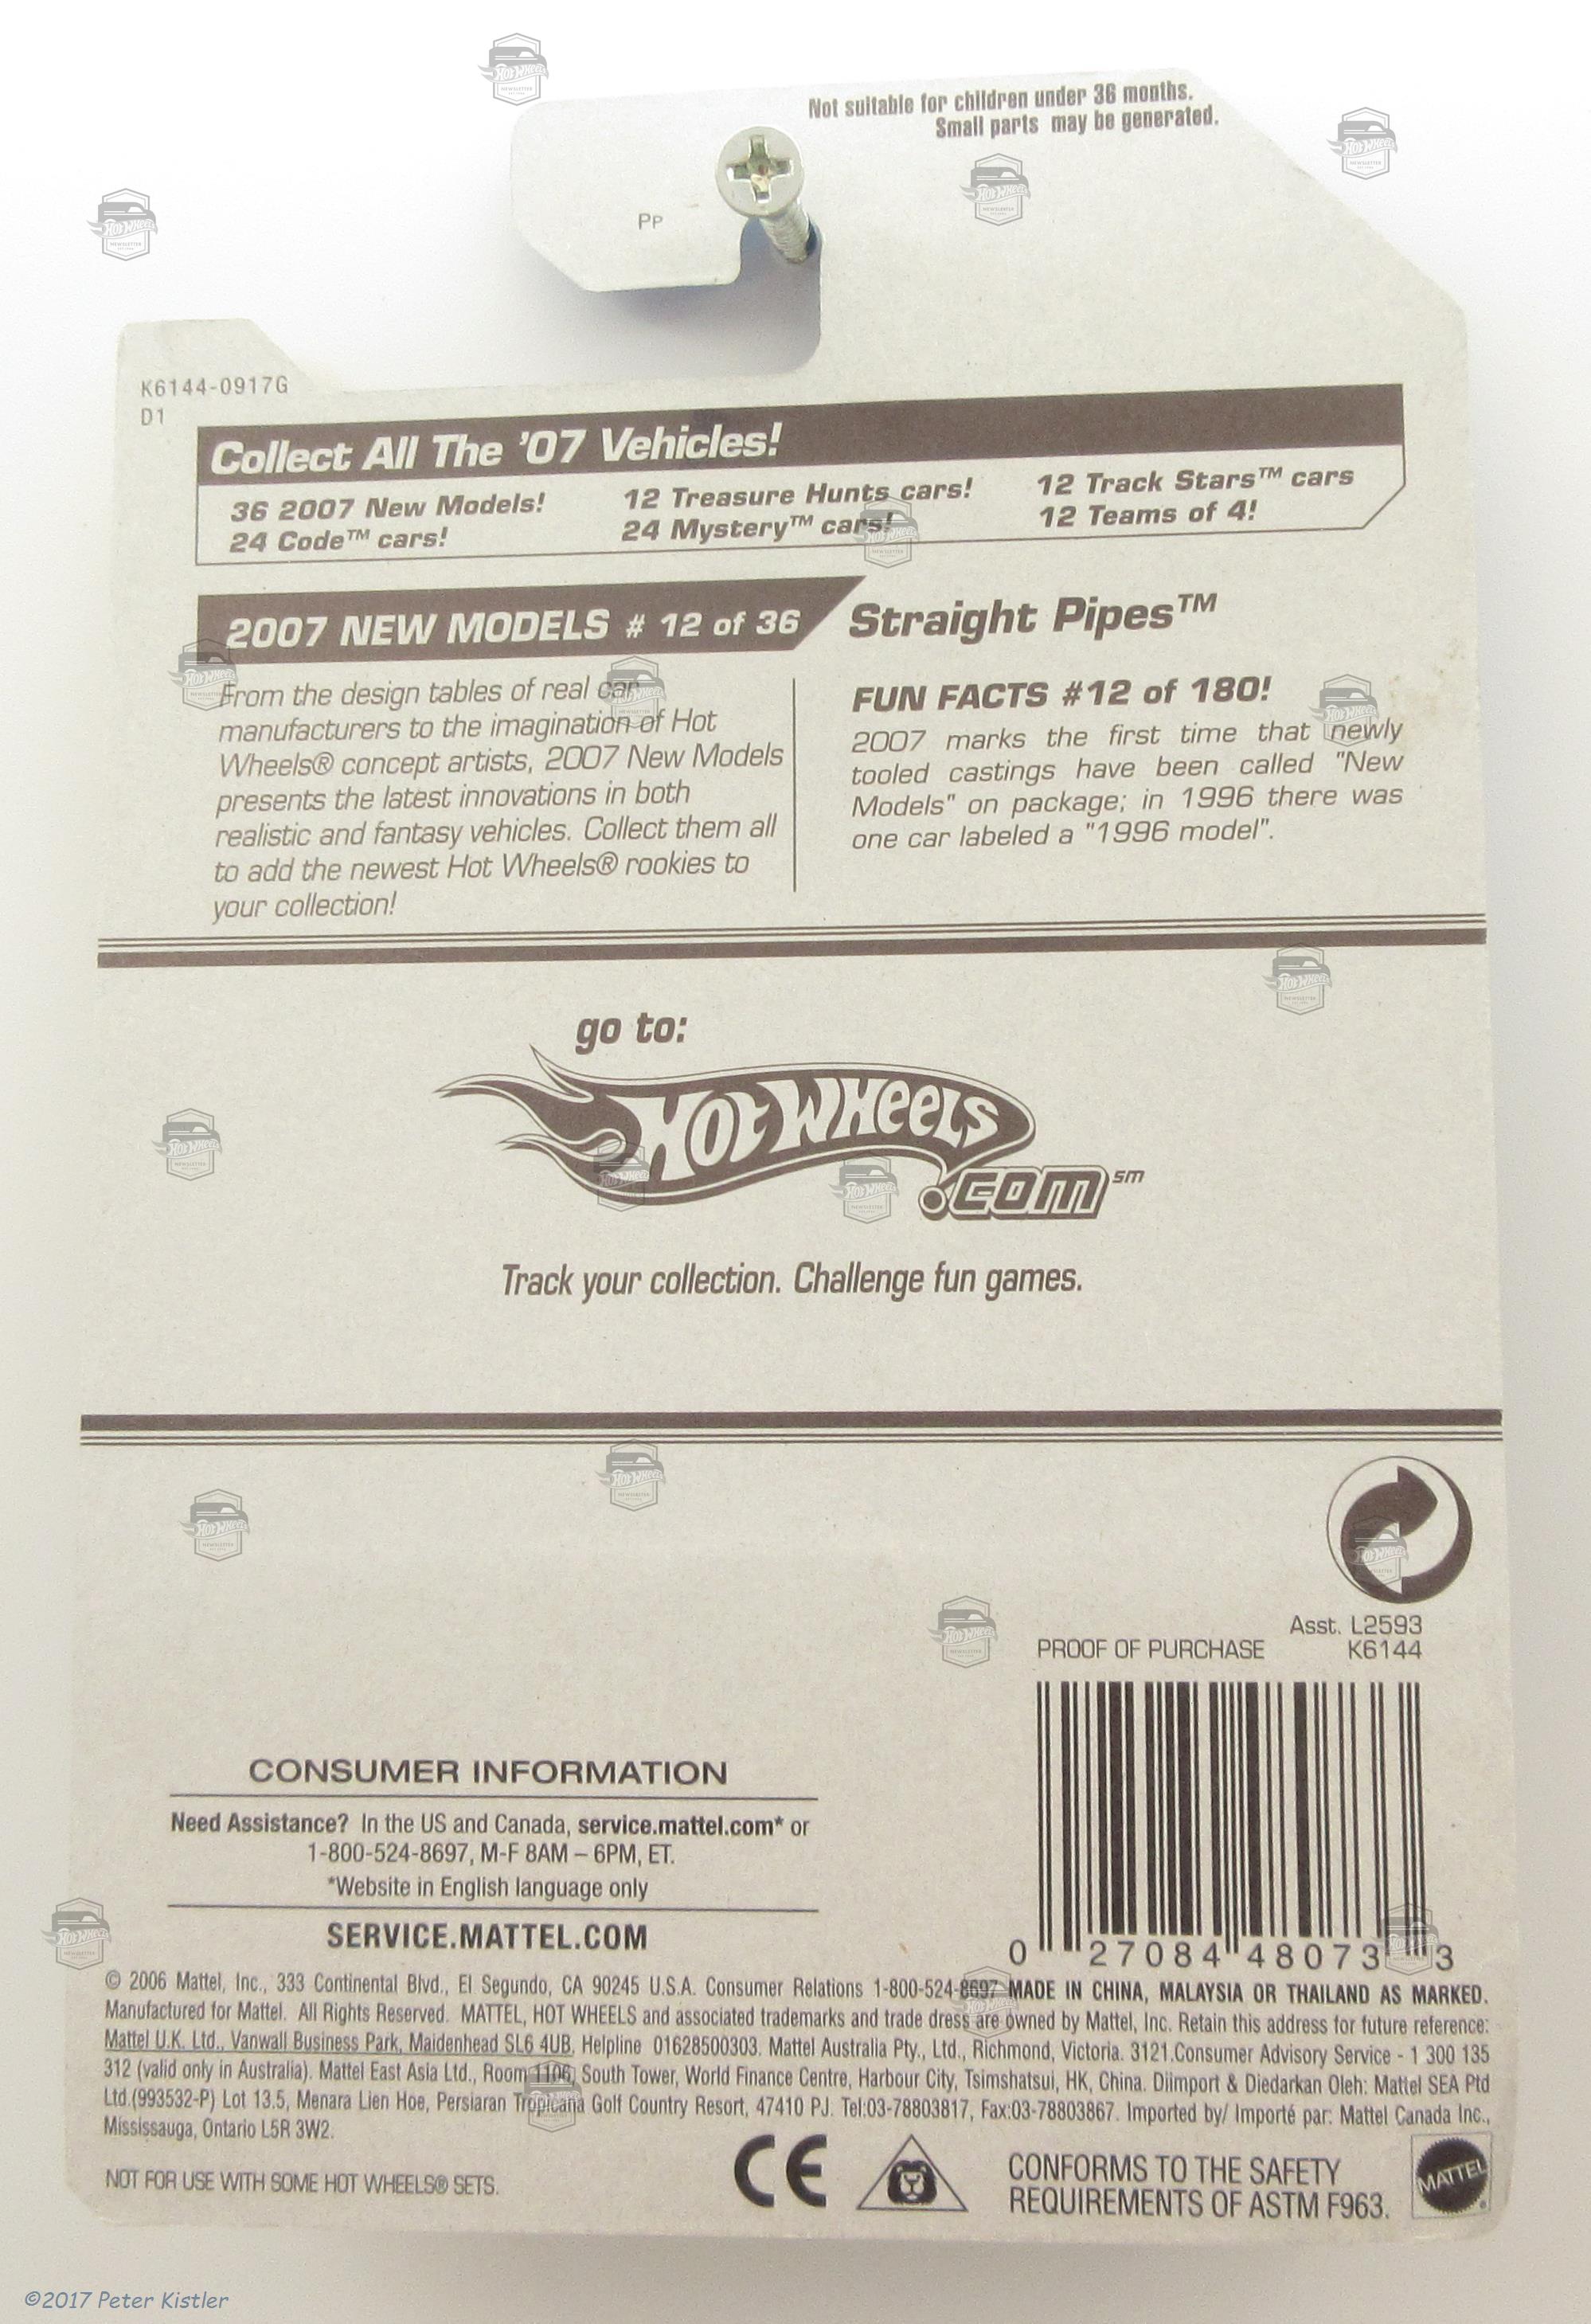 Not suitable for children under 36 months.
Small parts may be generated.
PP
K6144-0917G
D1
Collect All The '07 Vehicles!
36 2007 New Models!
24 Code™ cars!
12 Treasure Hunts cars!
24 Mystery™ cars!
12 Track Stars™ cars
12 Teams of 4!
2007 NEW MODELS # 12 of 36
Straight Pipes™
From the design tables of real car
manufacturers to the imagination of Hot
Wheels® concept artists, 2007 New Models
presents the latest innovations in both
realistic and fantasy vehicles. Collect them all
to add the newest Hot Wheels® rookies to
your collection!
FUN FACTS #12 of 180!
2007 marks the first time that newly
tooled castings have been called "New
Models" on package; in 1996 there was
one car labeled a "1996 model".
go to:
HOT WHEELS
.COM SM
Track your collection. Challenge fun games.
Asst. L2593
PROOF OF PURCHASE K6144
0 27084 48073 3
CONSUMER INFORMATION
Need Assistance? In the US and Canada, service.mattel.com* or
1-800-524-8697, M-F 8AM – 6PM, ET.
*Website in English language only
SERVICE.MATTEL.COM
© 2006 Mattel, Inc., 333 Continental Blvd., El Segundo, CA 90245 U.S.A. Consumer Relations 1-800-524-8697 MADE IN CHINA, MALAYSIA OR THAILAND AS MARKED.
Manufactured for Mattel. All Rights Reserved. MATTEL, HOT WHEELS and associated trademarks and trade dress are owned by Mattel, Inc. Retain this address for future reference:
Mattel U.K. Ltd., Vanwall Business Park, Maidenhead SL6 4UB. Helpline 01628500303. Mattel Australia Pty., Ltd., Richmond, Victoria. 3121.Consumer Advisory Service - 1 300 135
312 (valid only in Australia). Mattel East Asia Ltd., Room 1106, South Tower, World Finance Centre, Harbour City, Tsimshatsui, HK, China. Diimport & Diedarkan Oleh: Mattel SEA Ptd
Ltd.(993532-P) Lot 13.5, Menara Lien Hoe, Persiaran Tropicana Golf Country Resort, 47410 PJ. Tel:03-78803817, Fax:03-78803867. Imported by/ Importé par: Mattel Canada Inc.,
Mississauga, Ontario L5R 3W2.
NOT FOR USE WITH SOME HOT WHEELS® SETS.
CE
CONFORMS TO THE SAFETY
REQUIREMENTS OF ASTM F963.
MATTEL ®
©2017 Peter Kistler